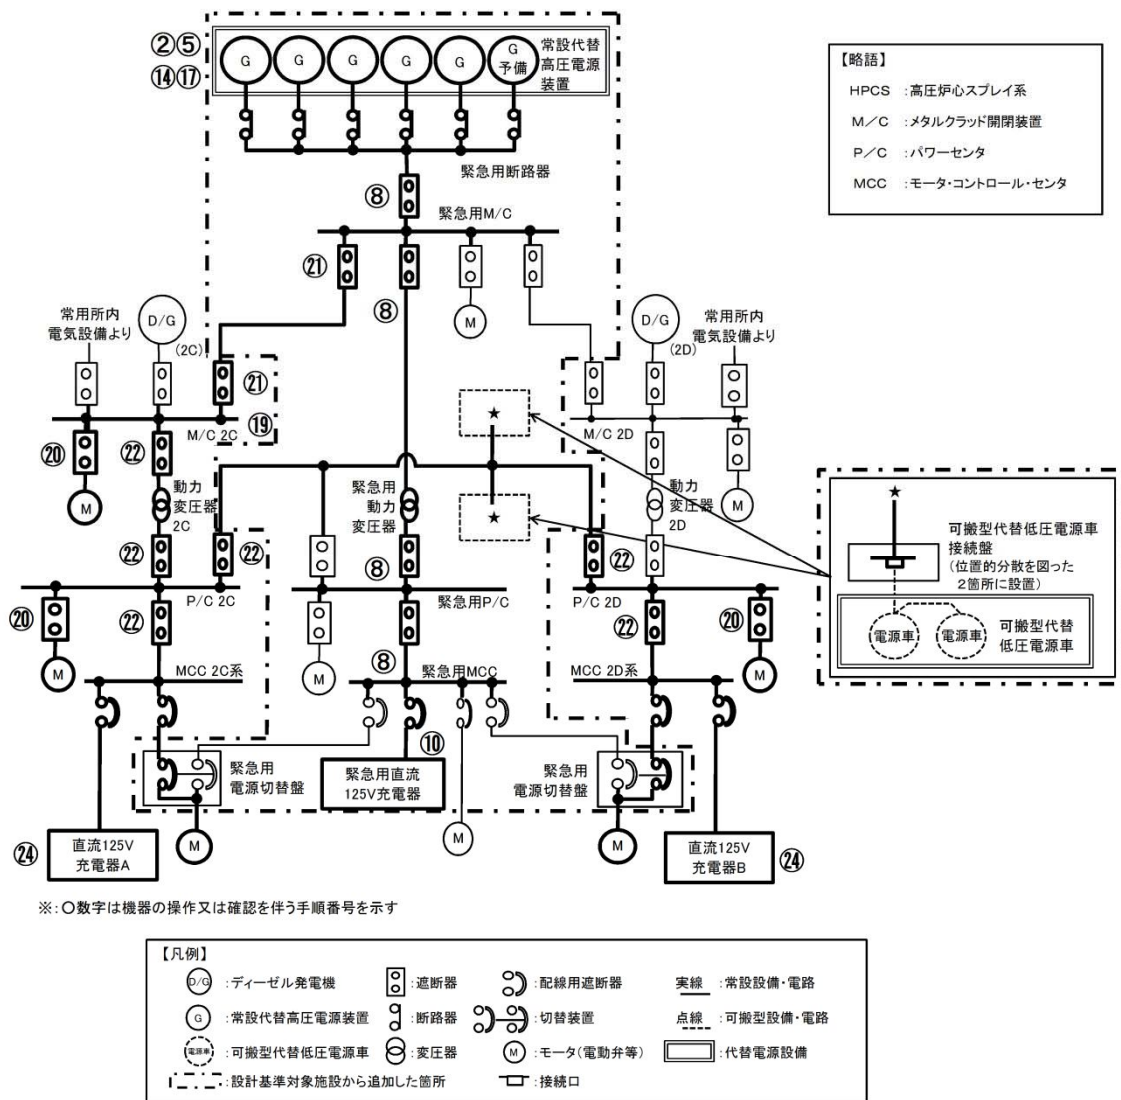 ②⑤
⑭⑰
G
G
G
G
G
G
予備
常設代替
高圧電源
装置
【略語】
HPCS :高圧炉心スプレイ系
M/C :メタルクラッド開閉装置
P/C :パワーセンタ
MCC :モータ・コントロール・センタ
緊急用断路器
⑧
緊急用M/C
㉑
⑧
M
常用所内
電気設備より
D/G
(2C)
㉑
⑲
M/C 2C
⑳
㉒
M
動力
変圧器
2C
㉒
㉒
P/C 2C
⑳
㉒
M
MCC 2C系
★
★
緊急用
動力
変圧器
⑧
緊急用P/C
M
⑧
緊急用MCC
⑩
D/G
(2D)
常用所内
電気設備より
M/C 2D
M
動力
変圧器
2D
㉒
P/C 2D
㉒
⑳
M
MCC 2D系
★
可搬型代替低圧電源車
接続盤
(位置的分散を図った
2箇所に設置)
電源車
電源車
可搬型代替
低圧電源車
緊急用
電源切替盤
緊急用直流
125V充電器
緊急用
電源切替盤
㉔
直流125V
充電器A
M
M
M
直流125V
充電器B
㉔
※:○数字は機器の操作又は確認を伴う手順番号を示す
【凡例】
D/G :ディーゼル発電機
:遮断器
:配線用遮断器
実線 :常設設備・電路
G :常設代替高圧電源装置
:断路器
:切替装置
点線 :可搬型設備・電路
電源車 :可搬型代替低圧電源車
:変圧器
M :モータ(電動弁等)
:代替電源設備
:設計基準対象施設から追加した箇所
:接続口